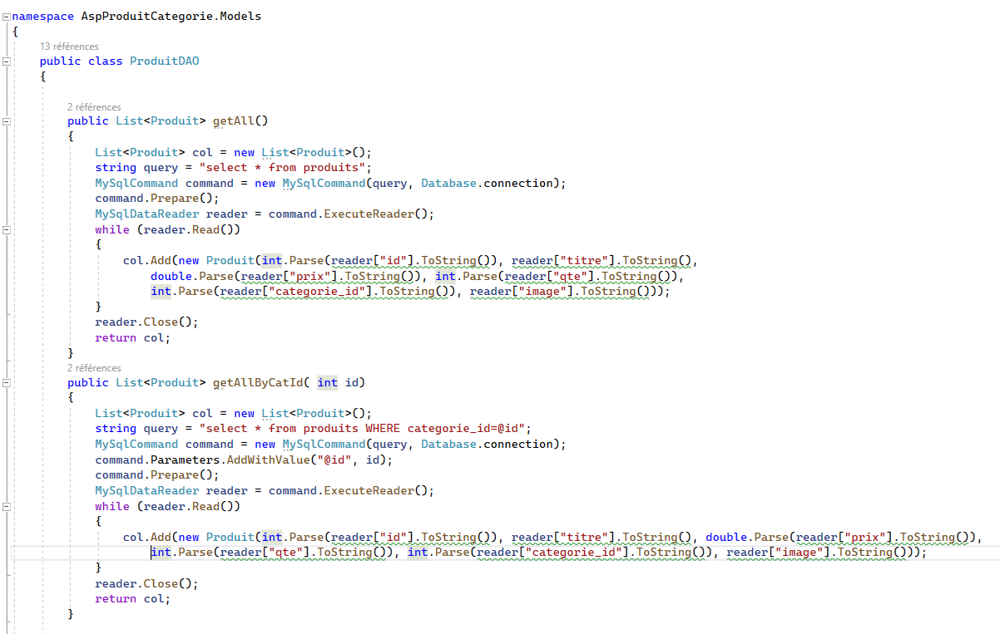 namespace AspProduitCategorie.Models
{
13 références
public class ProduitDAO
{
2 références
public List<Produit> getAll()
{
List<Produit> col = new List<Produit>();
string query = "select * from produits";
MySqlCommand command = new MySqlCommand(query, Database.connection);
command.Prepare();
MySqlDataReader reader = command.ExecuteReader();
while (reader.Read())
{
col.Add(new Produit(int.Parse(reader["id"].ToString()), reader["titre"].ToString(),
double.Parse(reader["prix"].ToString()), int.Parse(reader["qte"].ToString()),
int.Parse(reader["categorie_id"].ToString()), reader["image"].ToString()));
}
reader.Close();
return col;
}
2 références
public List<Produit> getAllByCatId( int id)
{
List<Produit> col = new List<Produit>();
string query = "select * from produits WHERE categorie_id=@id";
MySqlCommand command = new MySqlCommand(query, Database.connection);
command.Parameters.AddWithValue("@id", id);
command.Prepare();
MySqlDataReader reader = command.ExecuteReader();
while (reader.Read())
{
col.Add(new Produit(int.Parse(reader["id"].ToString()), reader["titre"].ToString(), double.Parse(reader["prix"].ToString()),
int.Parse(reader["qte"].ToString()), int.Parse(reader["categorie_id"].ToString()), reader["image"].ToString()));
}
reader.Close();
return col;
}